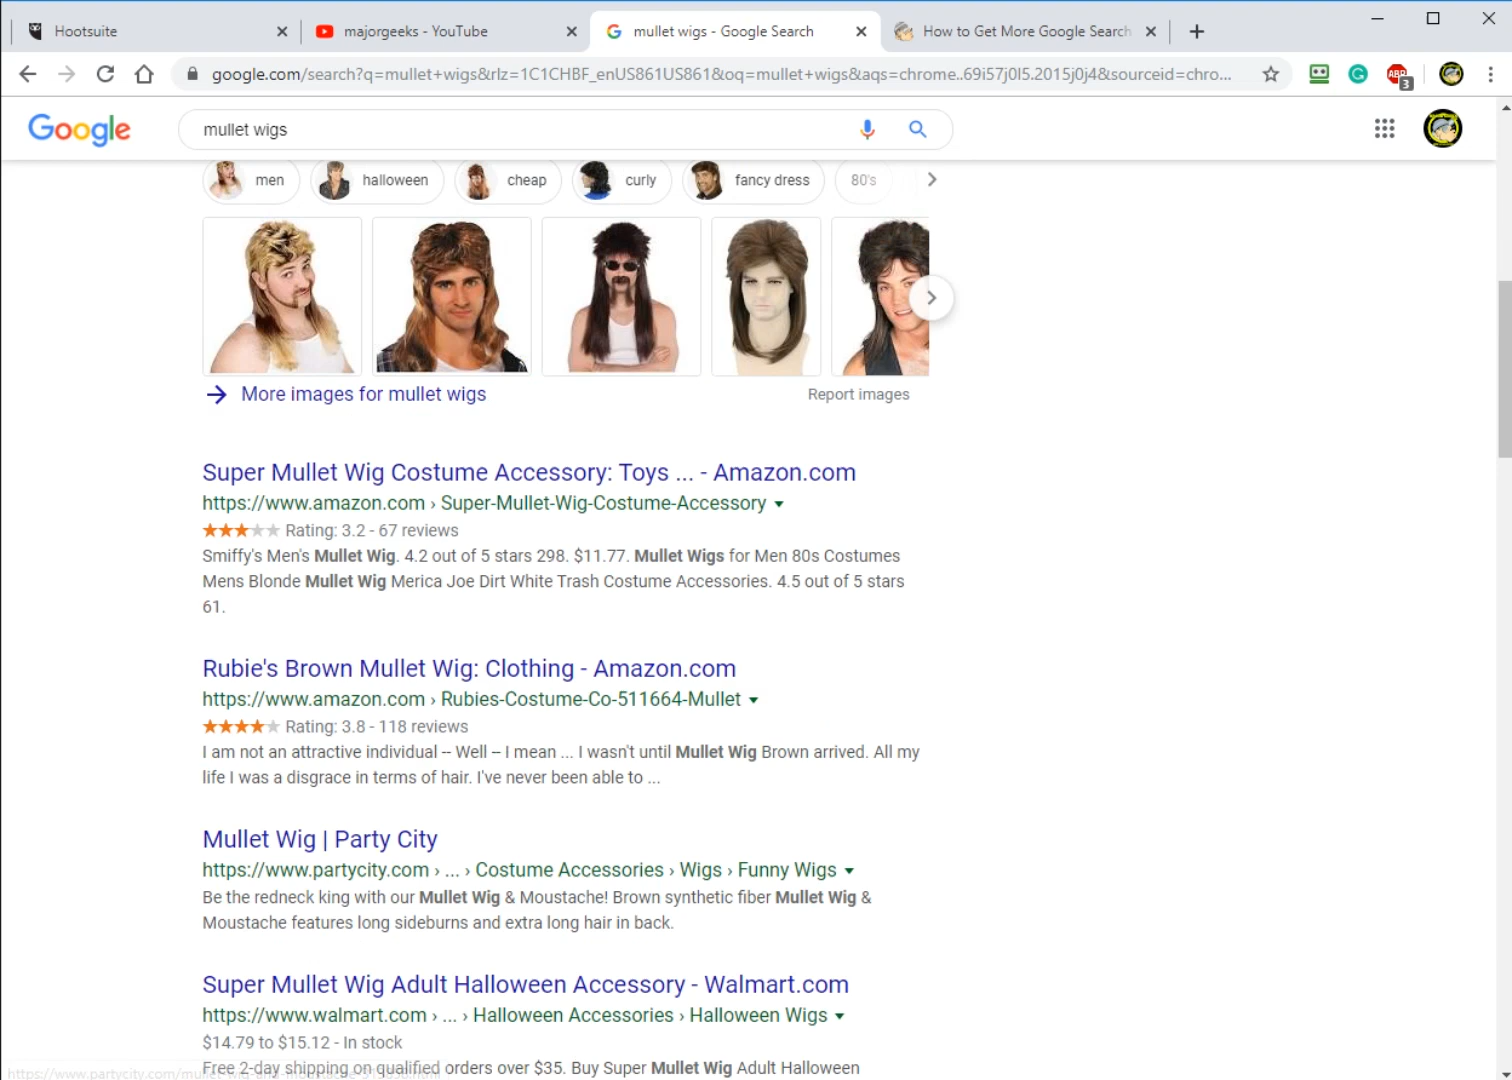 Hootsuite
majorgeeks - YouTube
mullet wigs - Google Search
How to Get More Google Search
google.com/search?q=mullet+wigs&rlz=1C1CHBF_enUS861US861&oq=mullet+wigs&aqs=chrome..69i57j0l5.2015j0j4&sourceid=chro...
ABP
3
Google
mullet wigs
men
halloween
cheap
curly
fancy dress
80's
More images for mullet wigs
Report images
Super Mullet Wig Costume Accessory: Toys ... - Amazon.com
https://www.amazon.com › Super-Mullet-Wig-Costume-Accessory
Rating: 3.2 - 67 reviews
Smiffy's Men's Mullet Wig. 4.2 out of 5 stars 298. $11.77. Mullet Wigs for Men 80s Costumes
Mens Blonde Mullet Wig Merica Joe Dirt White Trash Costume Accessories. 4.5 out of 5 stars
61.
Rubie's Brown Mullet Wig: Clothing - Amazon.com
https://www.amazon.com › Rubies-Costume-Co-511664-Mullet
Rating: 3.8 - 118 reviews
I am not an attractive individual -- Well -- I mean ... I wasn't until Mullet Wig Brown arrived. All my
life I was a disgrace in terms of hair. I've never been able to ...
Mullet Wig | Party City
https://www.partycity.com › ... › Costume Accessories › Wigs › Funny Wigs
Be the redneck king with our Mullet Wig & Moustache! Brown synthetic fiber Mullet Wig &
Moustache features long sideburns and extra long hair in back.
Super Mullet Wig Adult Halloween Accessory - Walmart.com
https://www.walmart.com › ... › Halloween Accessories › Halloween Wigs
$14.79 to $15.12 - In stock
Free 2-day shipping on qualified orders over $35. Buy Super Mullet Wig Adult Halloween